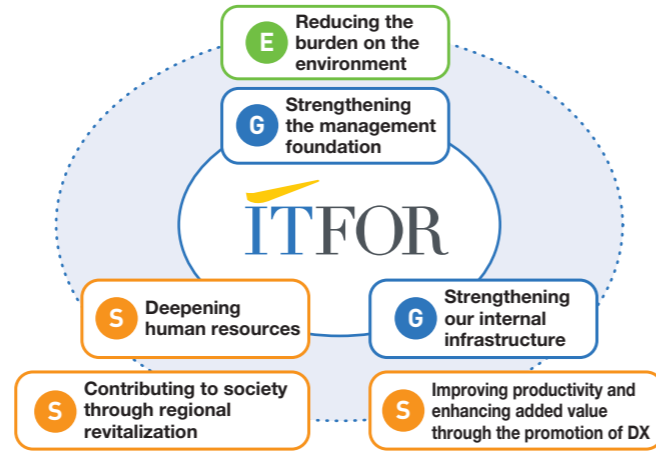 E
Reducing the
burden on the
environment
G
Strengthening
the management
foundation
ITFOR
S
Deepening
human resources
G
Strengthening
our internal
infrastructure
S
Contributing to society
through regional
revitalization
S
Improving productivity and
enhancing added value
through the promotion of DX